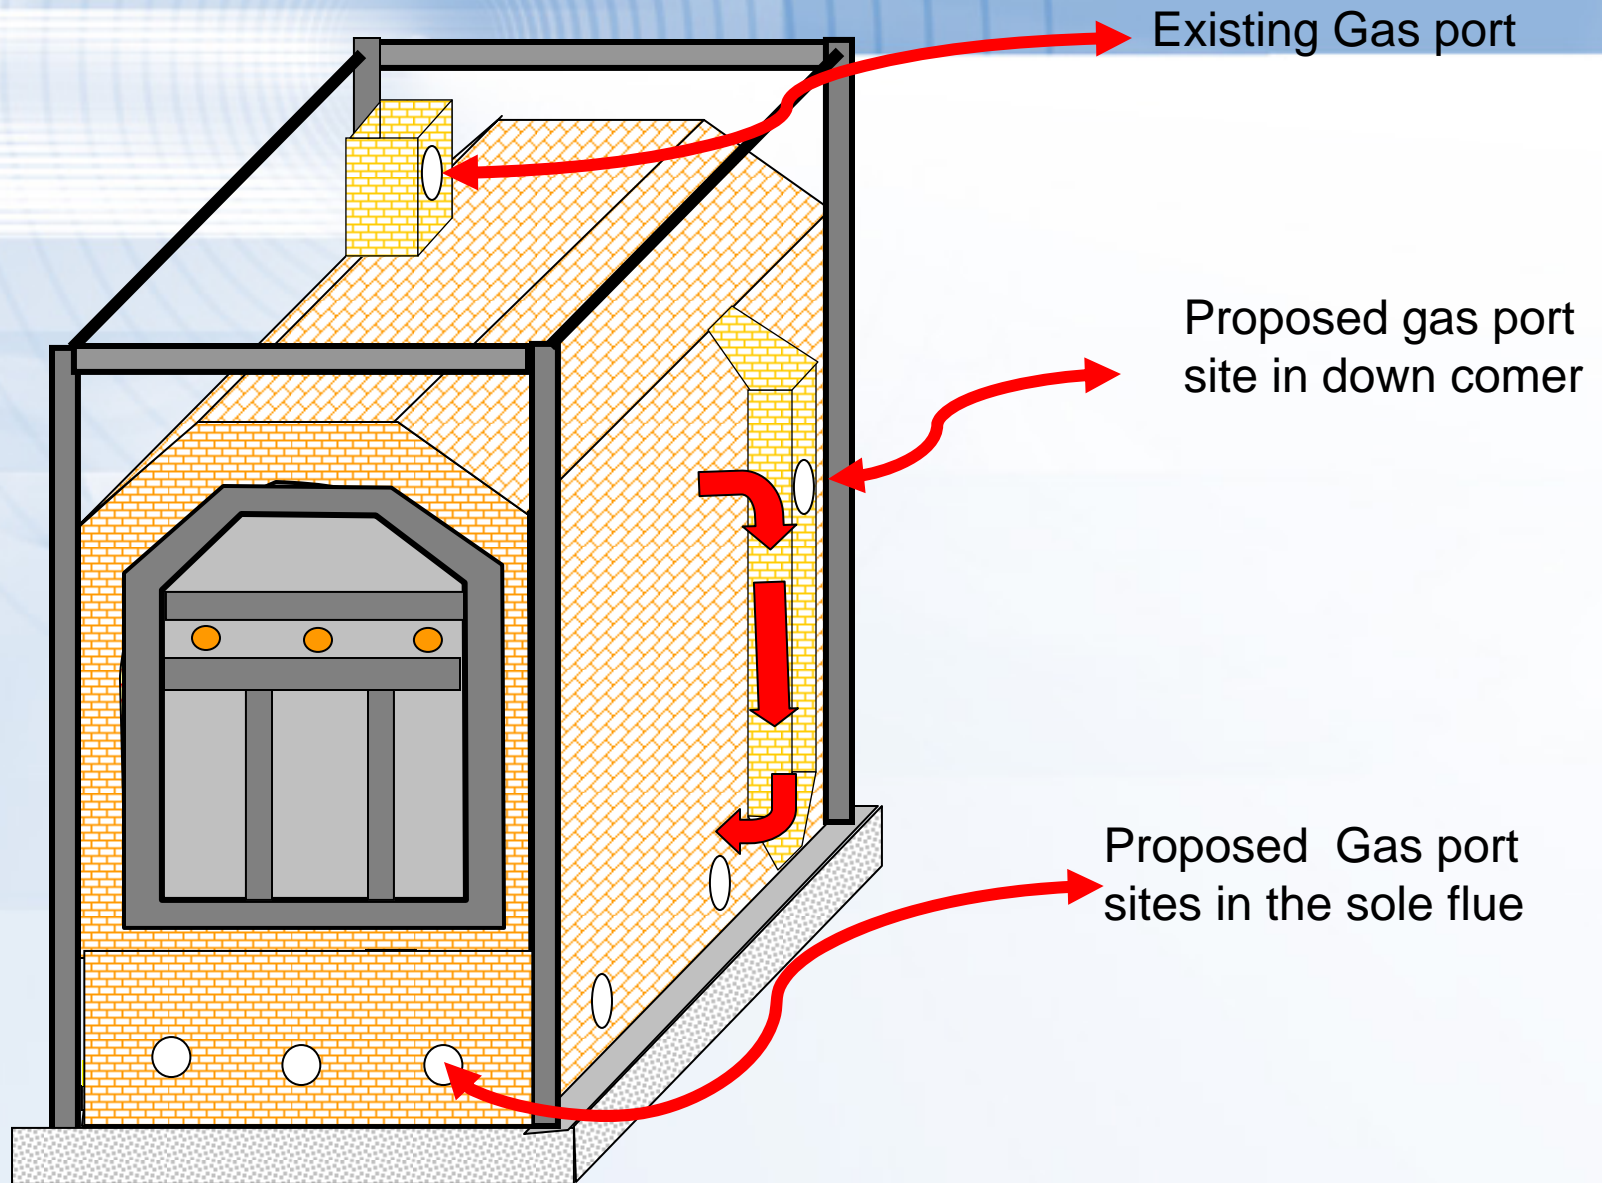 Existing Gas port
Proposed gas port
site in down comer
Proposed  Gas port
sites in the sole flue